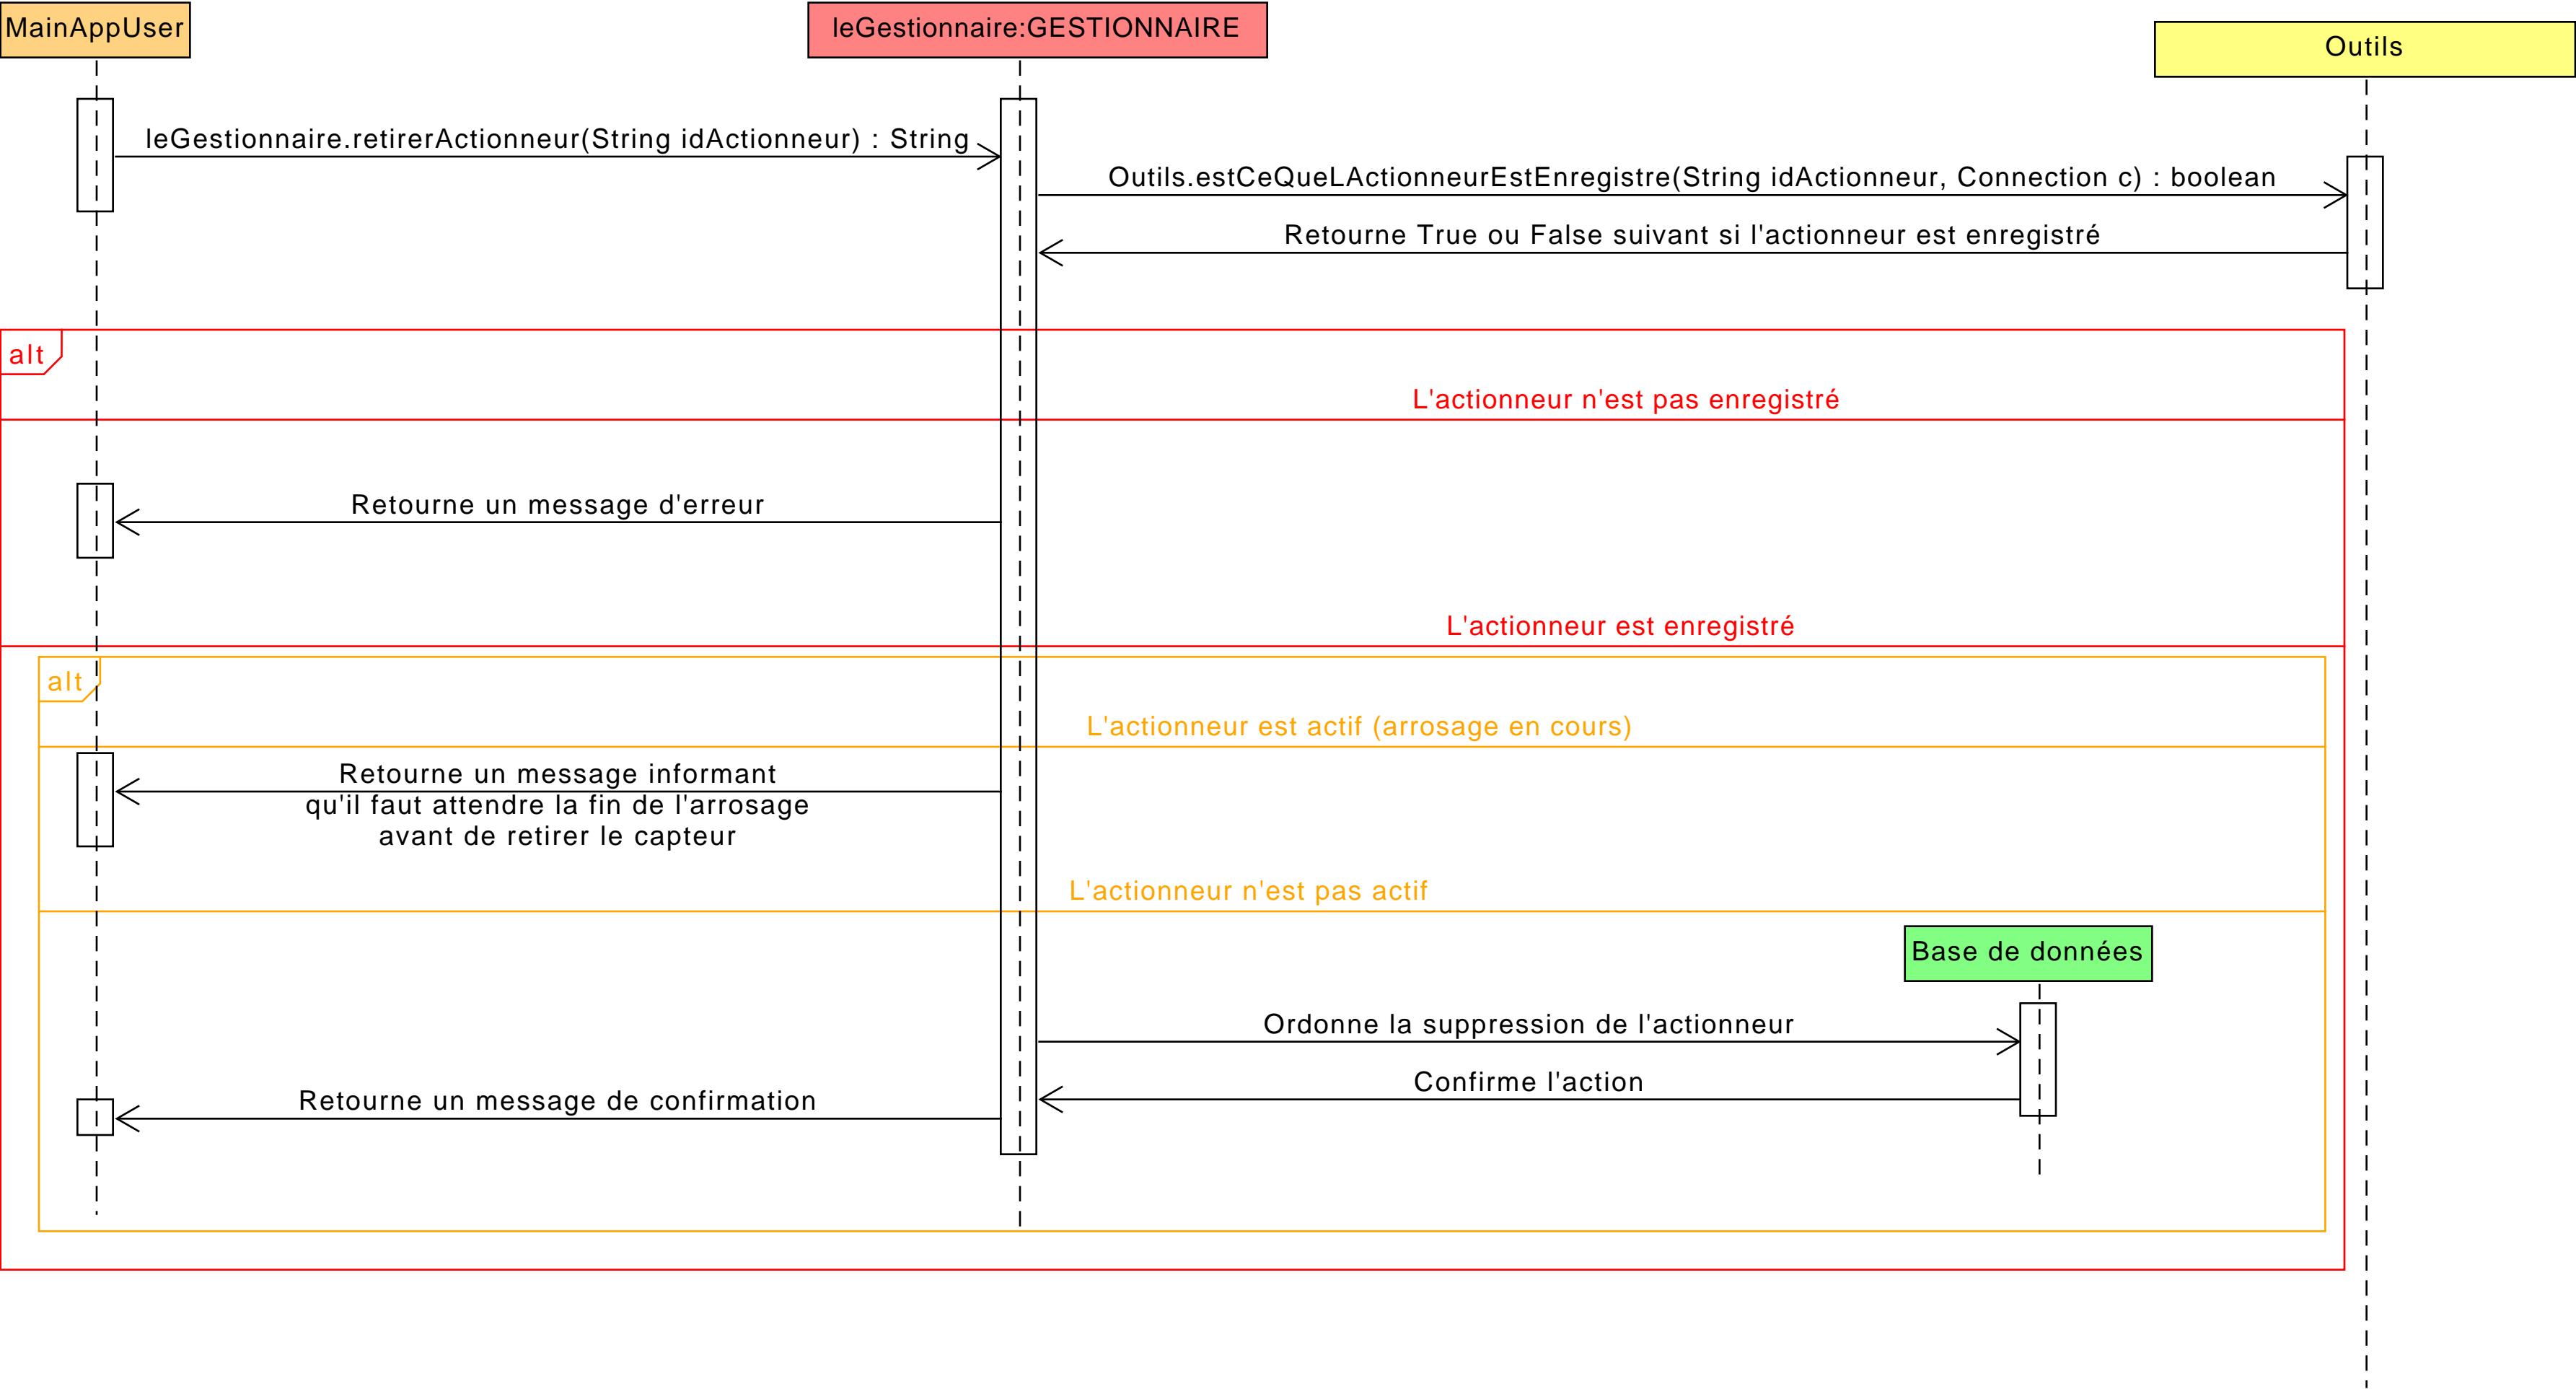 MainAppUser
leGestionnaire:GESTIONNAIRE
Outils
leGestionnaire.retirerActionneur(String idActionneur) : String
Outils.estCeQueLActionneurEstEnregistre(String idActionneur, Connection c) : boolean
Retourne True ou False suivant si l'actionneur est enregistré
alt
L'actionneur n'est pas enregistré
Retourne un message d'erreur
L'actionneur est enregistré
alt
L'actionneur est actif (arrosage en cours)
Retourne un message informant
qu'il faut attendre la fin de l'arrosage
avant de retirer le capteur
L'actionneur n'est pas actif
Base de données
Ordonne la suppression de l'actionneur
Confirme l'action
Retourne un message de confirmation